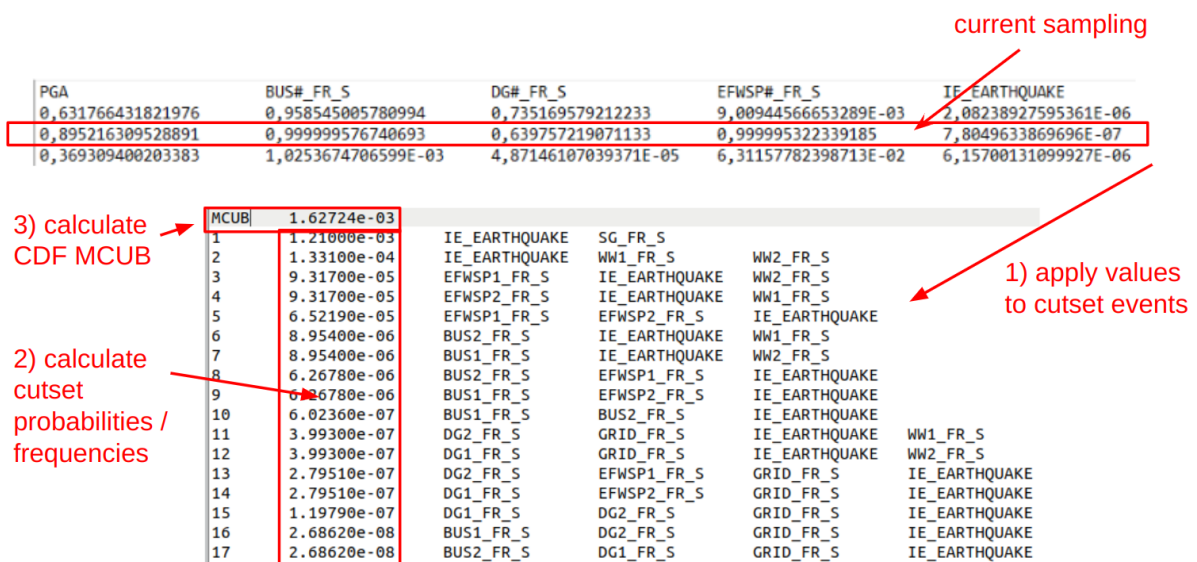 current sampling
PGA BUS#_FR_S DG#_FR_S EFWSP#_FR_S IE_EARTHQUAKE
0,631766431821976 0,958545005780994 0,735169579212233 9,00944566653289E-03 2,08238927595361E-06
0,895216309528891 0,999999576740693 0,639757219071133 0,999995322339185 7,8049633869696E-07
0,369309400203383 1,0253674706599E-03 4,87146107039371E-05 6,31157782398713E-02 6,15700131099927E-06
3) calculate
CDF MCUB
MCUB 1.62724e-03
1 1.21000e-03 IE_EARTHQUAKE SG_FR_S
2 1.33100e-04 IE_EARTHQUAKE WW1_FR_S WW2_FR_S
3 9.31700e-05 EFWSP1_FR_S IE_EARTHQUAKE WW2_FR_S
4 9.31700e-05 EFWSP2_FR_S IE_EARTHQUAKE WW1_FR_S
5 6.52190e-05 EFWSP1_FR_S EFWSP2_FR_S IE_EARTHQUAKE
6 8.95400e-06 BUS2_FR_S IE_EARTHQUAKE WW1_FR_S
7 8.95400e-06 BUS1_FR_S IE_EARTHQUAKE WW2_FR_S
8 6.26780e-06 BUS2_FR_S EFWSP1_FR_S IE_EARTHQUAKE
9 6.26780e-06 BUS1_FR_S EFWSP2_FR_S IE_EARTHQUAKE
10 6.02360e-07 BUS1_FR_S BUS2_FR_S IE_EARTHQUAKE
11 3.99300e-07 DG2_FR_S GRID_FR_S IE_EARTHQUAKE WW1_FR_S
12 3.99300e-07 DG1_FR_S GRID_FR_S IE_EARTHQUAKE WW2_FR_S
13 2.79510e-07 DG2_FR_S EFWSP1_FR_S GRID_FR_S IE_EARTHQUAKE
14 2.79510e-07 DG1_FR_S EFWSP2_FR_S GRID_FR_S IE_EARTHQUAKE
15 1.19790e-07 DG1_FR_S DG2_FR_S GRID_FR_S IE_EARTHQUAKE
16 2.68620e-08 BUS1_FR_S DG2_FR_S GRID_FR_S IE_EARTHQUAKE
17 2.68620e-08 BUS2_FR_S DG1_FR_S GRID_FR_S IE_EARTHQUAKE
1) apply values
to cutset events
2) calculate
cutset
probabilities /
frequencies